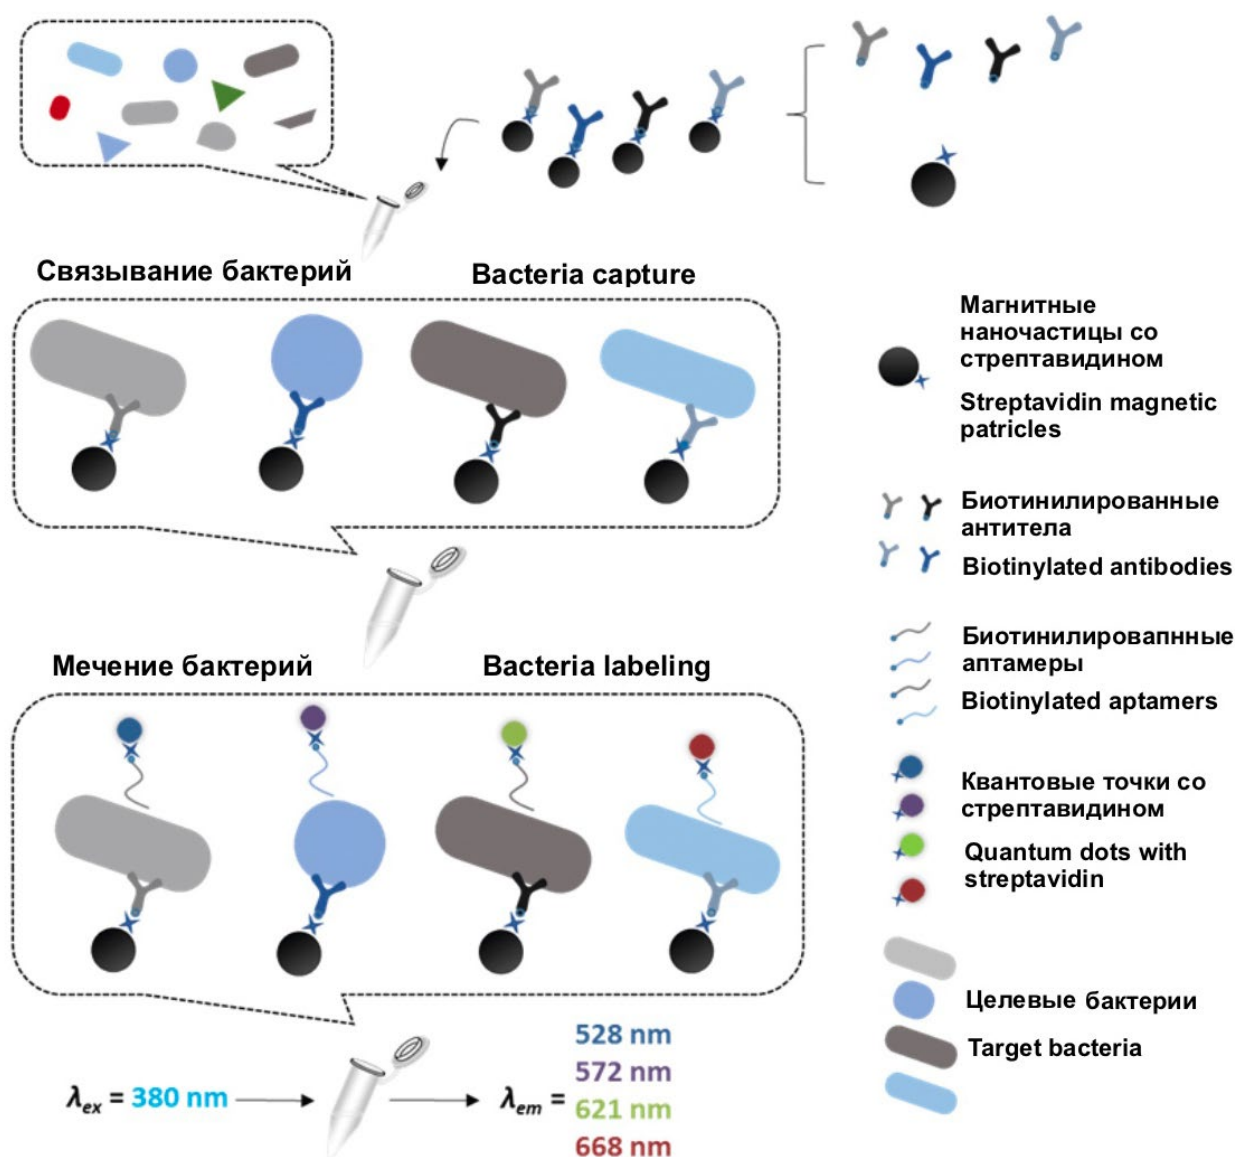 Связывание бактерий
Bacteria capture
Магнитные
наночастицы со
стрептавидином
Streptavidin magnetic
patricles
Биотинилированные
антитела
Biotinylated antibodies
Биотинилировапнные
аптамеры
Biotinylated aptamers
Мечение бактерий
Bacteria labeling
Квантовые точки со
стрептавидином
Quantum dots with
streptavidin
Целевые бактерии
Target bacteria
λex = 380 nm
λem =
528 nm
572 nm
621 nm
668 nm